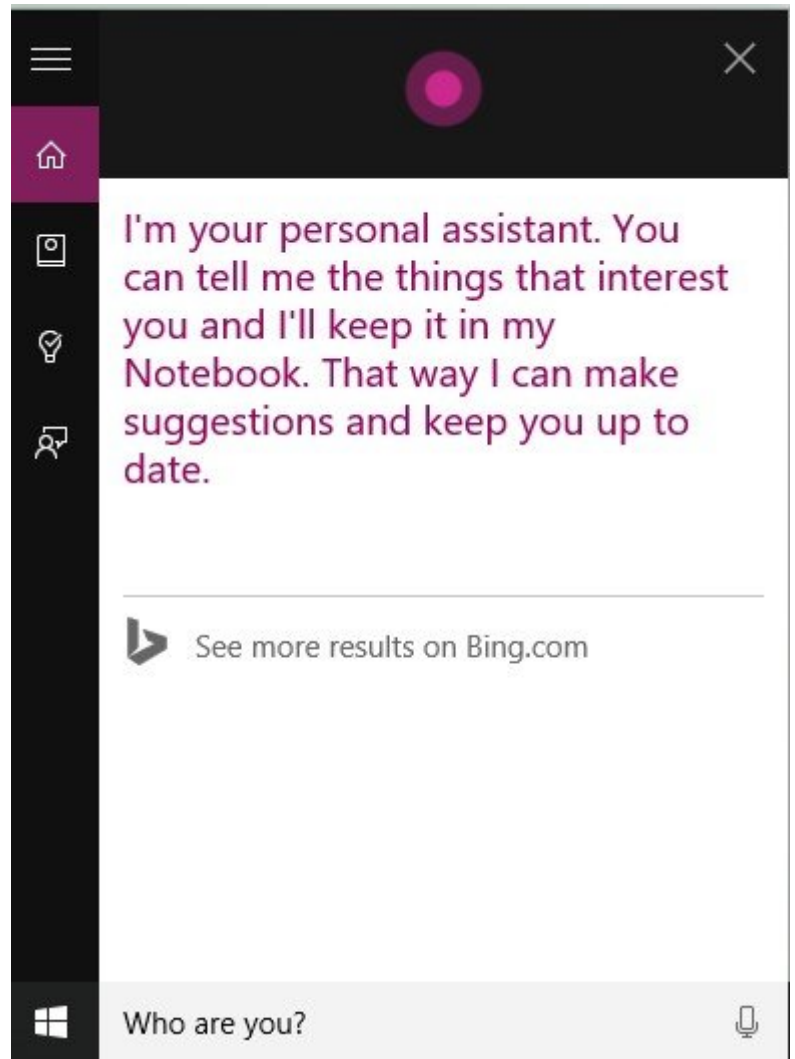 I'm your personal assistant. You
can tell me the things that interest
you and I'll keep it in my
Notebook. That way I can make
suggestions and keep you up to
date.
See more results on Bing.com
Who are you?